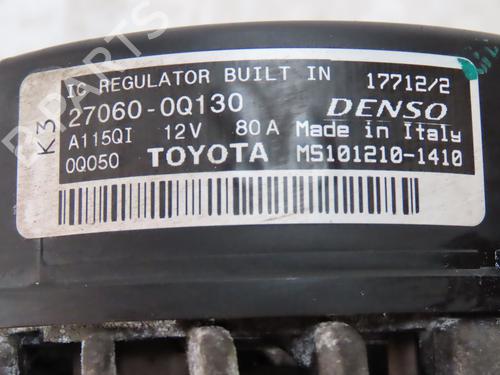 IC REGULATOR BUILT IN 17712/2
K3
27060-0Q130 DENSO
A115QI 12V 80A Made in Italy
0Q050 TOYOTA MS101210-1410
B-PARTS